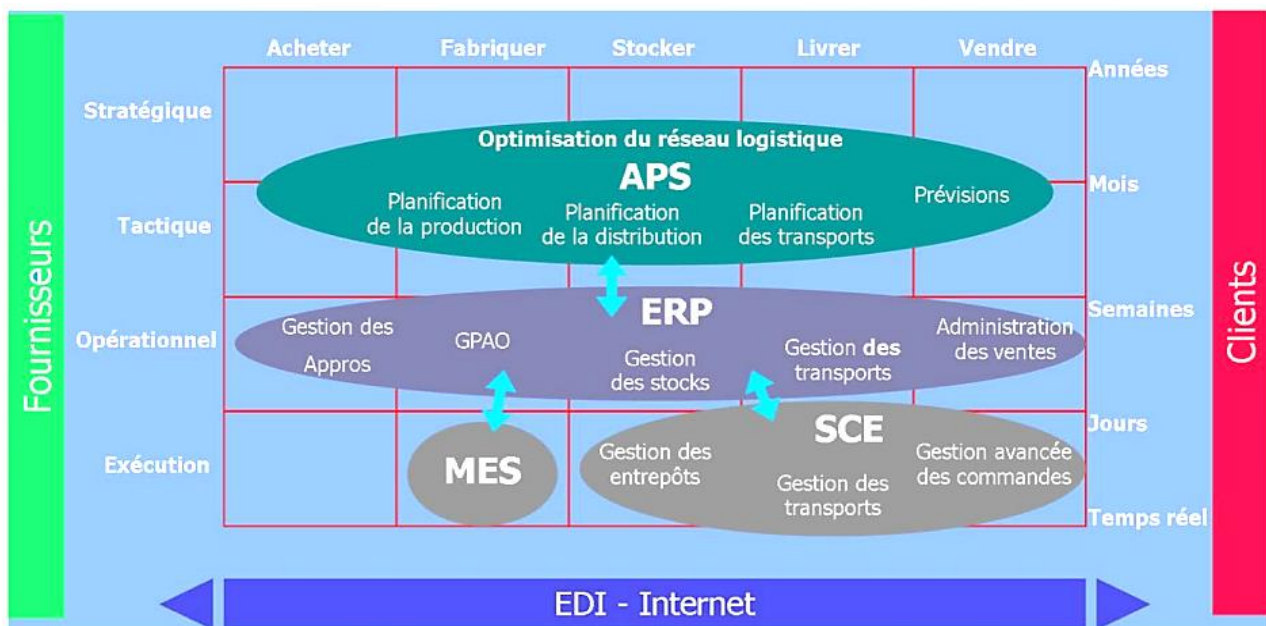 Acheter Fabriquer Stocker Livrer Vendre
Années
Stratégique
Optimisation du réseau logistique
APS
Mois
Tactique
Planification
de la production
Planification
de la distribution
Planification
des transports
Prévisions
Semaines
Opérationnel
ERP
Gestion des
Appros
GPAO
Gestion
des stocks
Gestion des
transports
Administration
des ventes
Jours
Exécution
MES
SCE
Gestion des
entrepôts
Gestion des
transports
Gestion avancée
des commandes
Temps réel
Fournisseurs
Clients
EDI - Internet